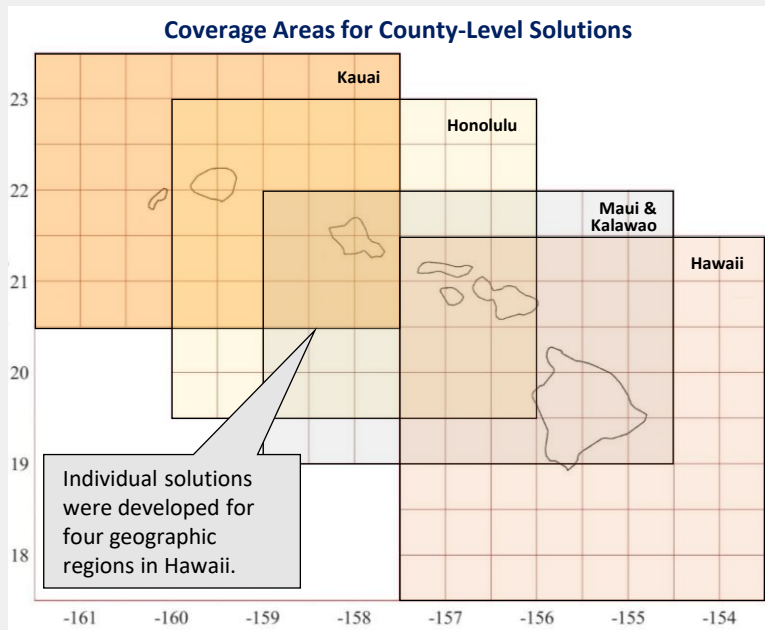 Coverage Areas for County-Level Solutions
Kauai
23
Honolulu
22
Maui &
Kalawao
Hawaii
21
20
19
Individual solutions
were developed for
four geographic
regions in Hawaii.
18
-161 -160 -159 -158 -157 -156 -155 -154